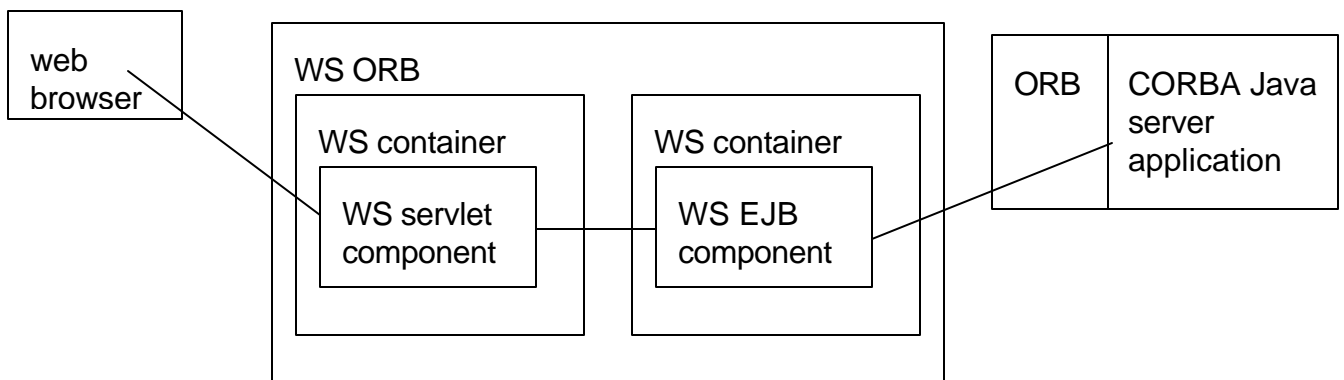 web
browser
WS ORB
WS container
WS servlet
component
WS container
WS EJB
component
ORB
CORBA Java
server
application